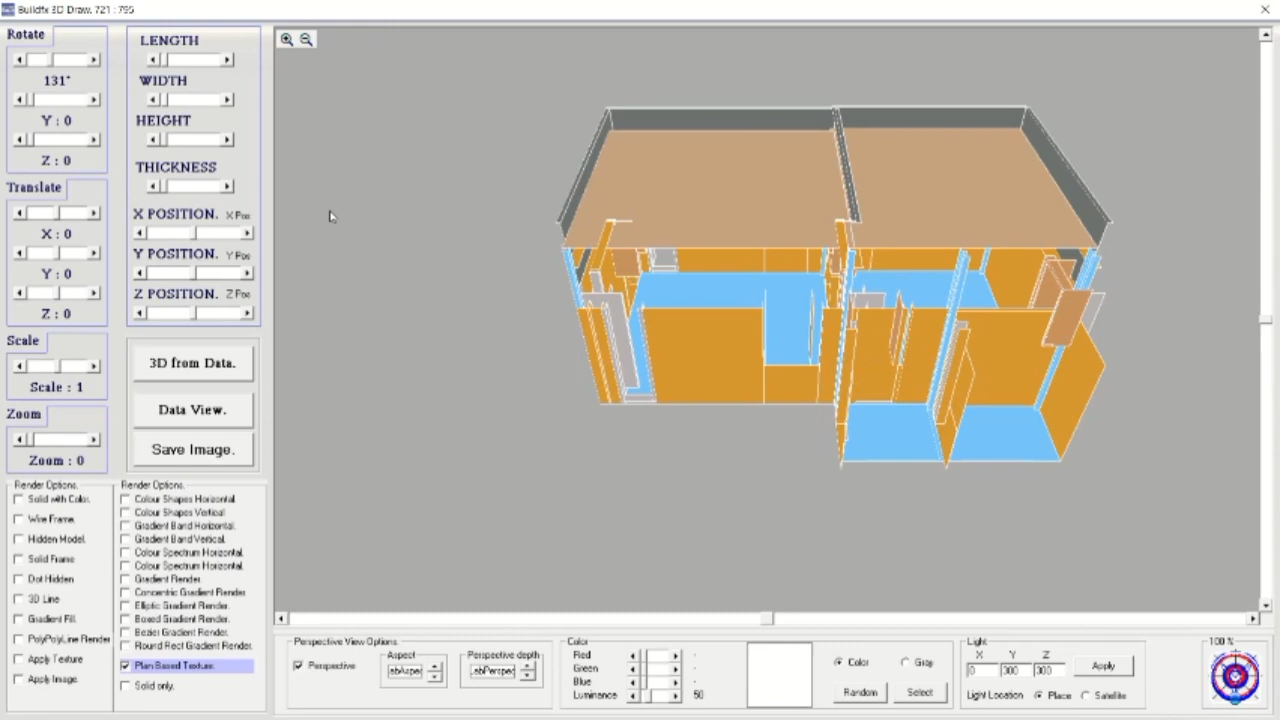 Buildfx 3D Draw. 721 : 795
Rotate
131°
Y : 0
Z : 0
Translate
X : 0
Y : 0
Z : 0
Scale
Scale : 1
Zoom
Zoom : 0
LENGTH
WIDTH
HEIGHT
THICKNESS
X POSITION. X Pos
Y POSITION. Y Pos
Z POSITION. Z Pos
3D from Data.
Data View.
Save Image.
Render Options.
Solid with Color.
Wire Frame.
Hidden Model.
Solid Frame
Dot Hidden
3D Line
Gradient Fill.
PolyPolyLine Render
Apply Texture
Apply Image.
Render Options.
Colour Shapes Horizontal.
Colour Shapes Vertical
Gradient Band Horizontal.
Gradient Band Vertical.
Colour Spectrum Horizontal.
Colour Spectrum Horizontal.
Gradient Render.
Concentric Gradient Render
Elliptic Gradient Render.
Boxed Gradient Render.
Bezier Gradient Render.
Round Rect Gradient Render.
Plan Based Texture.
Solid only.
Perspective View Options.
Perspective
Aspect
Perspective depth
Color
Red
Green
Blue
Luminance
50
Color
Gray
Random
Select
Light
X Y Z
0 300 300
Apply
Light Location
Place
Satellite
100 %